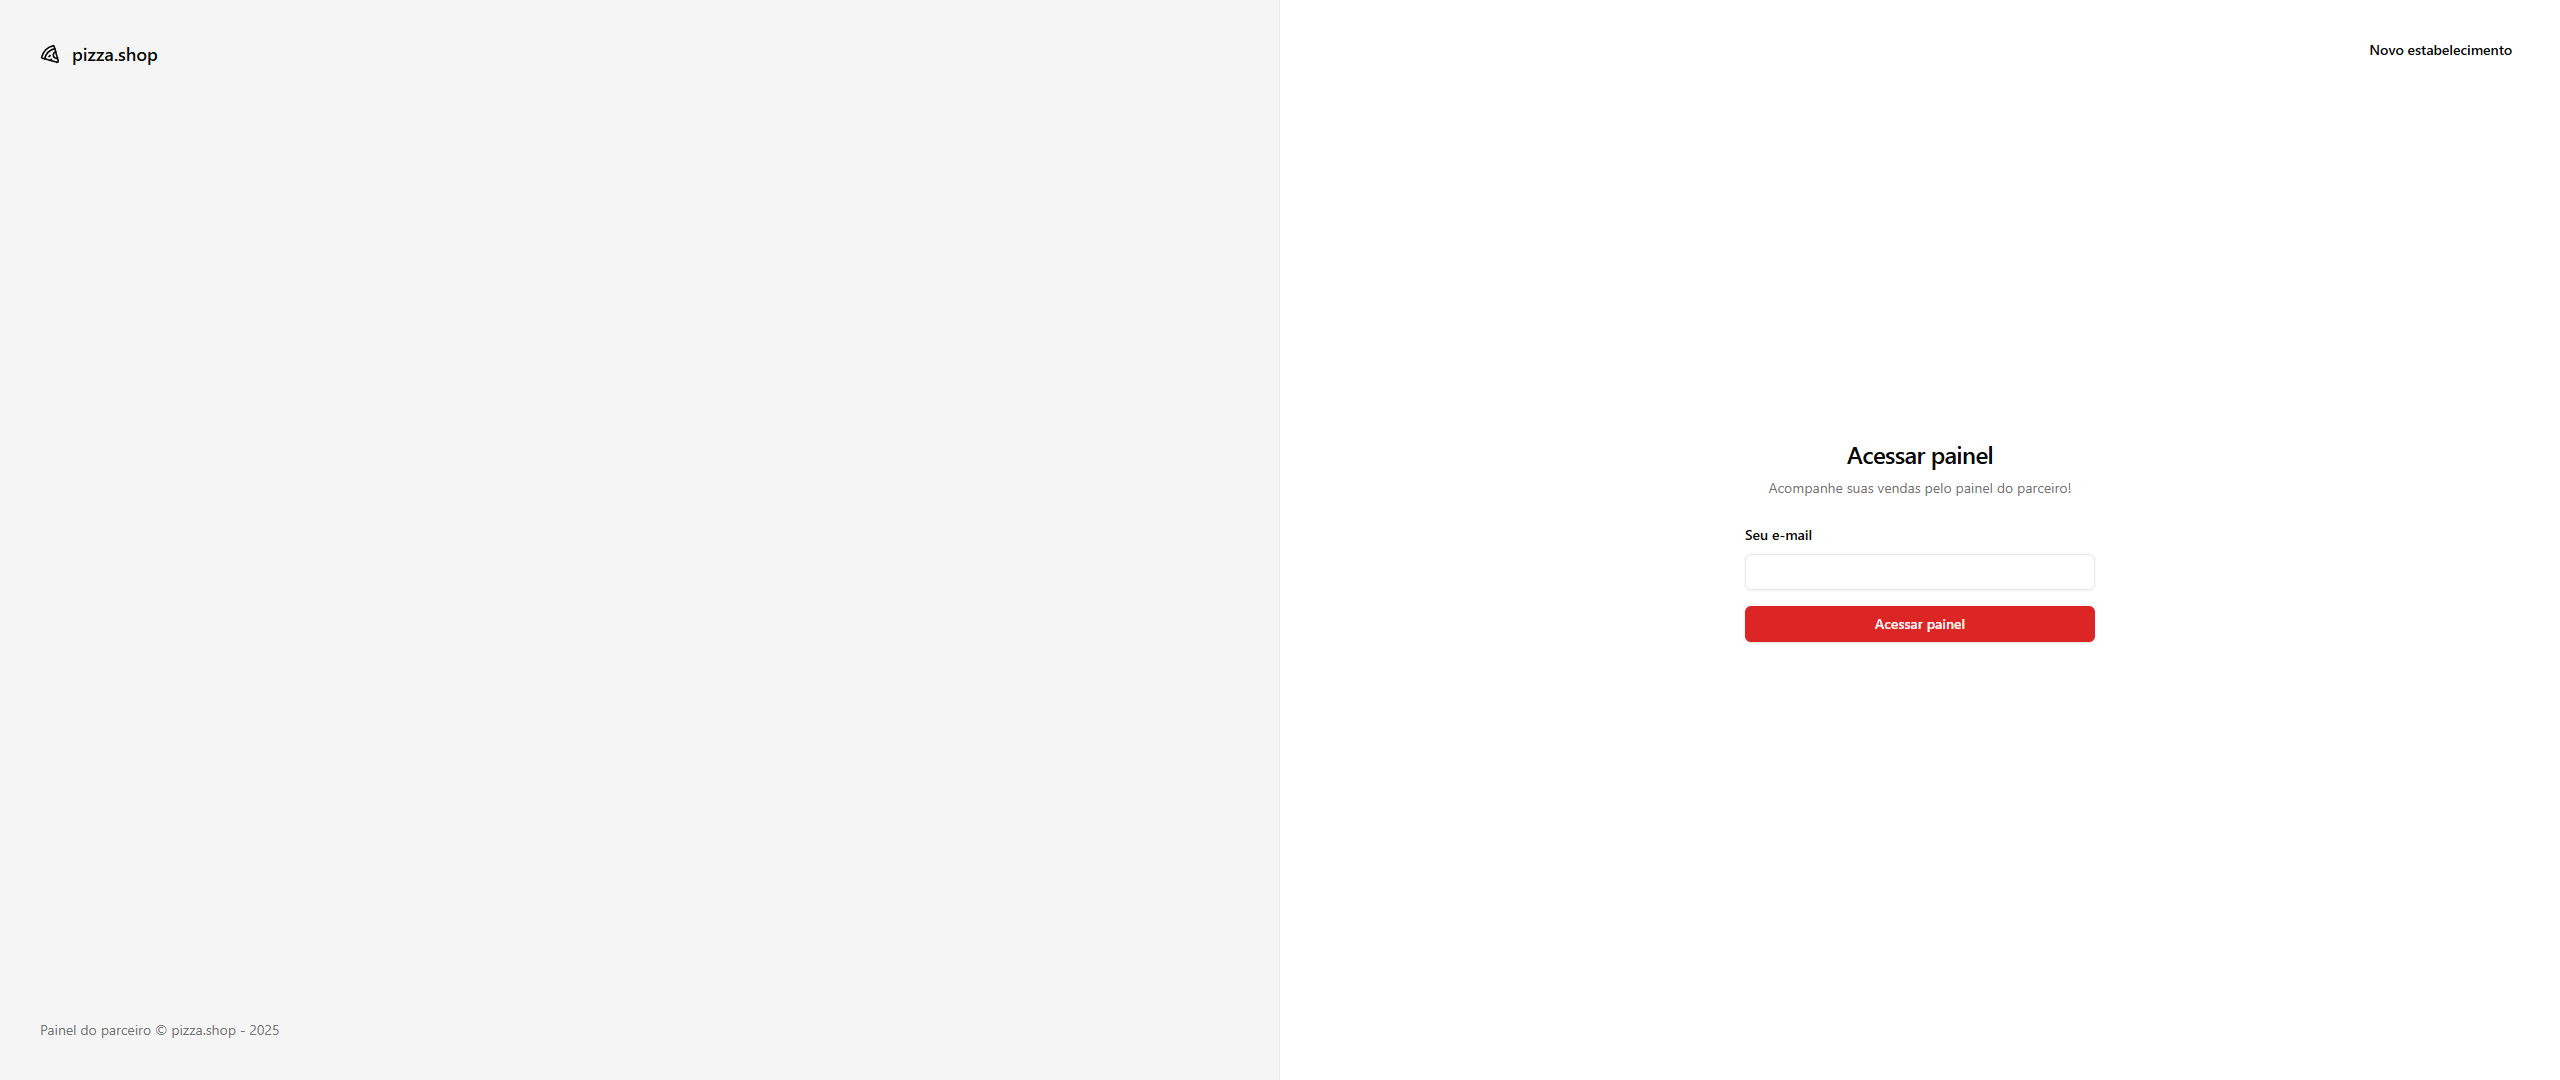 pizza.shop
Novo estabelecimento
Acessar painel
Acompanhe suas vendas pelo painel do parceiro!
Seu e-mail
Acessar painel
Painel do parceiro © pizza.shop - 2025